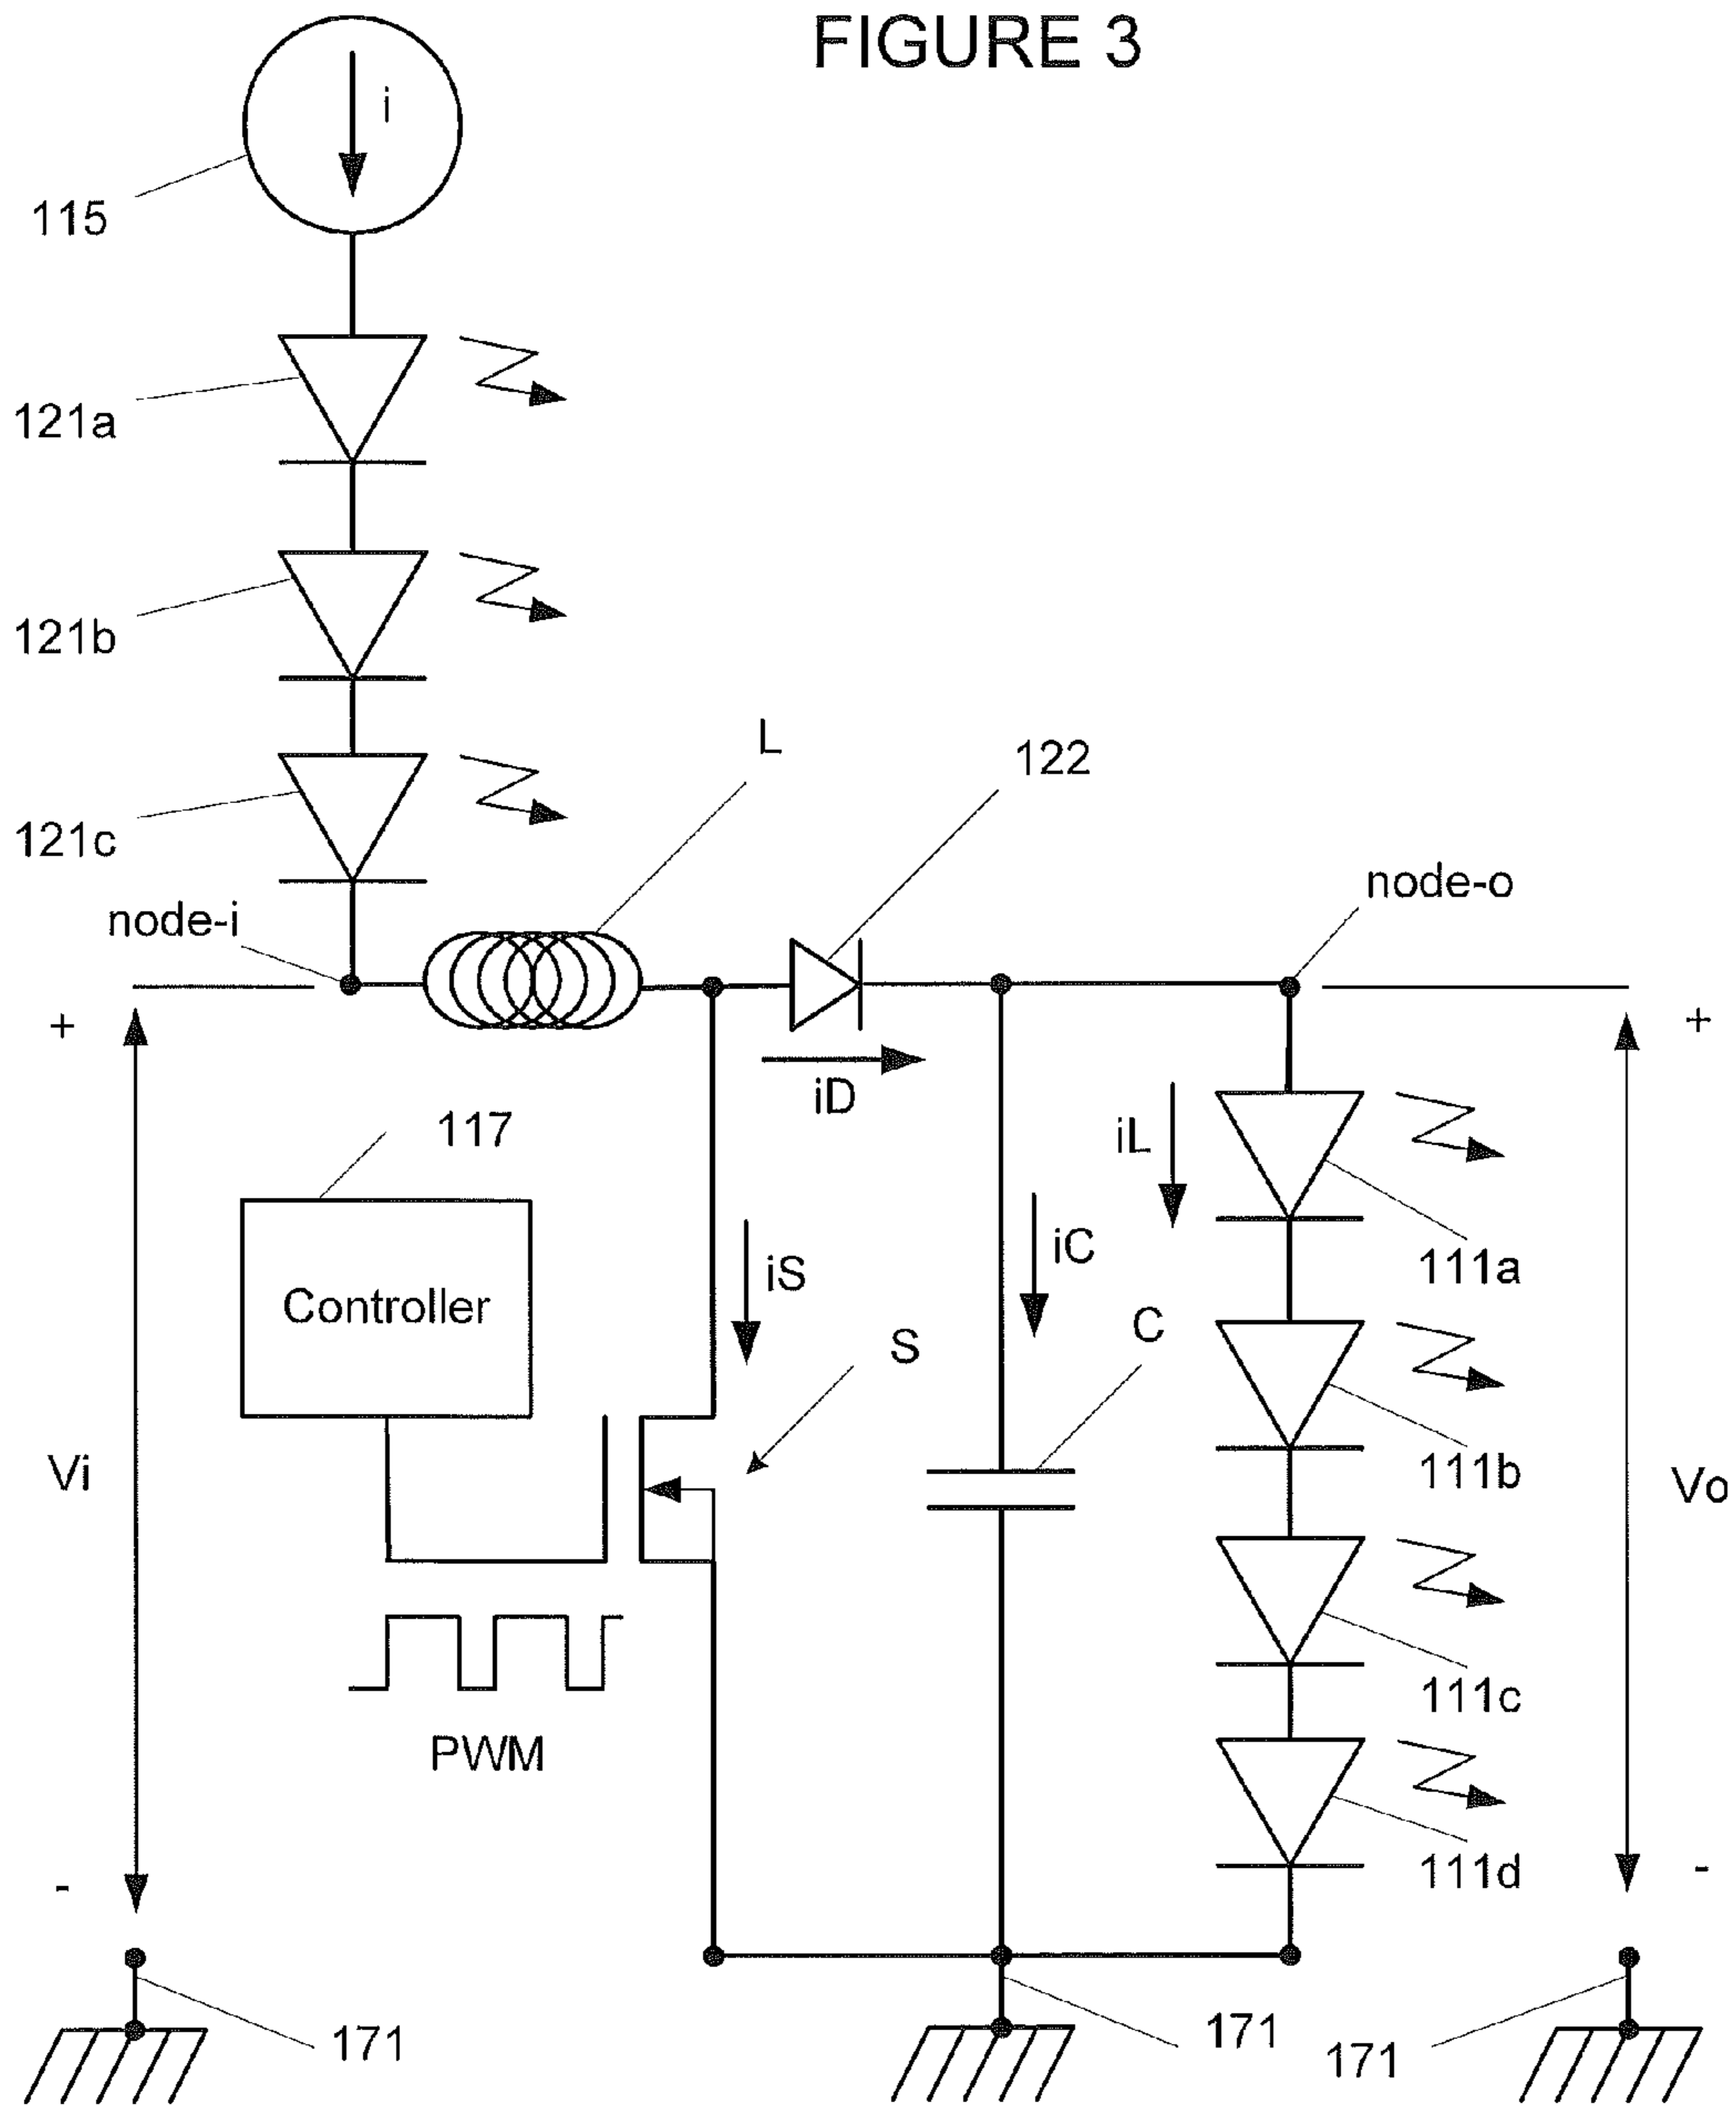 FIGURE 3
i
115
121a
121b
L
122
121c
node-i
node-o
+
+
iD
117
iL
iS
iC
111a
Controller
S
C
Vi
111b
Vo
111c
PWM
111d
-
-
171
171
171